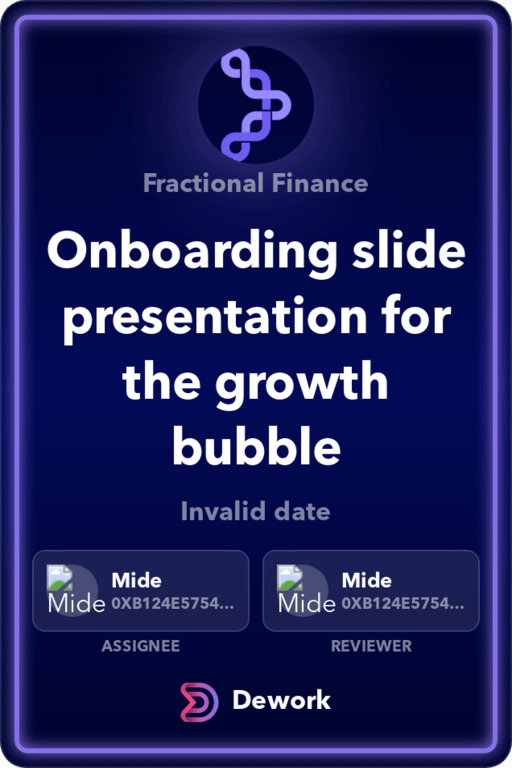 Fractional Finance
Onboarding slide
presentation for
the growth
bubble
Invalid date
Mide
Mide
0XB124E5754...
Mide
Mide
0XB124E5754...
ASSIGNEE
REVIEWER
Dework